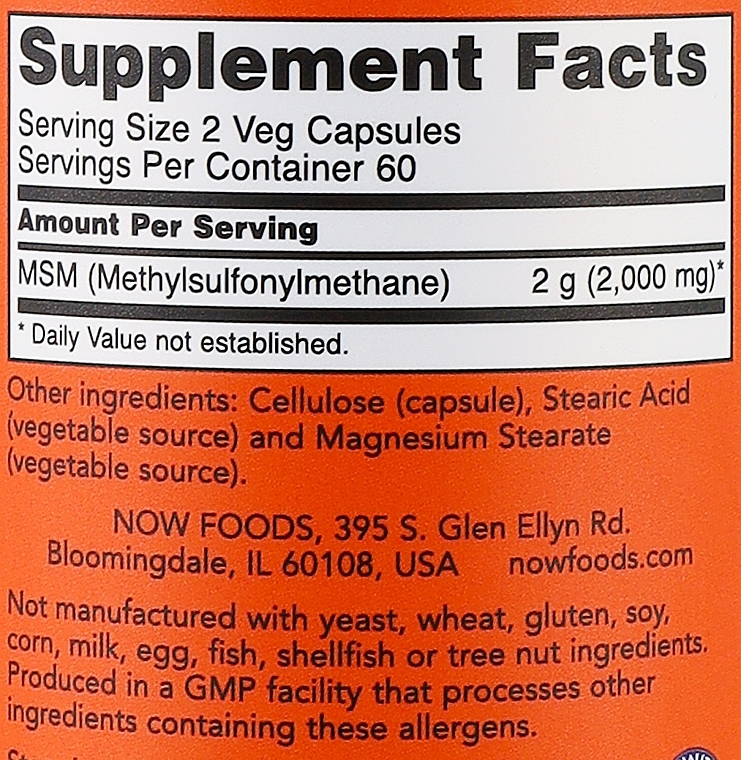 Supplement Facts
Serving Size 2 Veg Capsules
Servings Per Container 60
Amount Per Serving
MSM (Methylsulfonylmethane) 2 g (2,000 mg)*
* Daily Value not established.
Other ingredients: Cellulose (capsule), Stearic Acid
(vegetable source) and Magnesium Stearate
(vegetable source).
NOW FOODS, 395 S. Glen Ellyn Rd.
Bloomingdale, IL 60108, USA nowfoods.com
Not manufactured with yeast, wheat, gluten, soy,
corn, milk, egg, fish, shellfish or tree nut ingredients.
Produced in a GMP facility that processes other
ingredients containing these allergens.